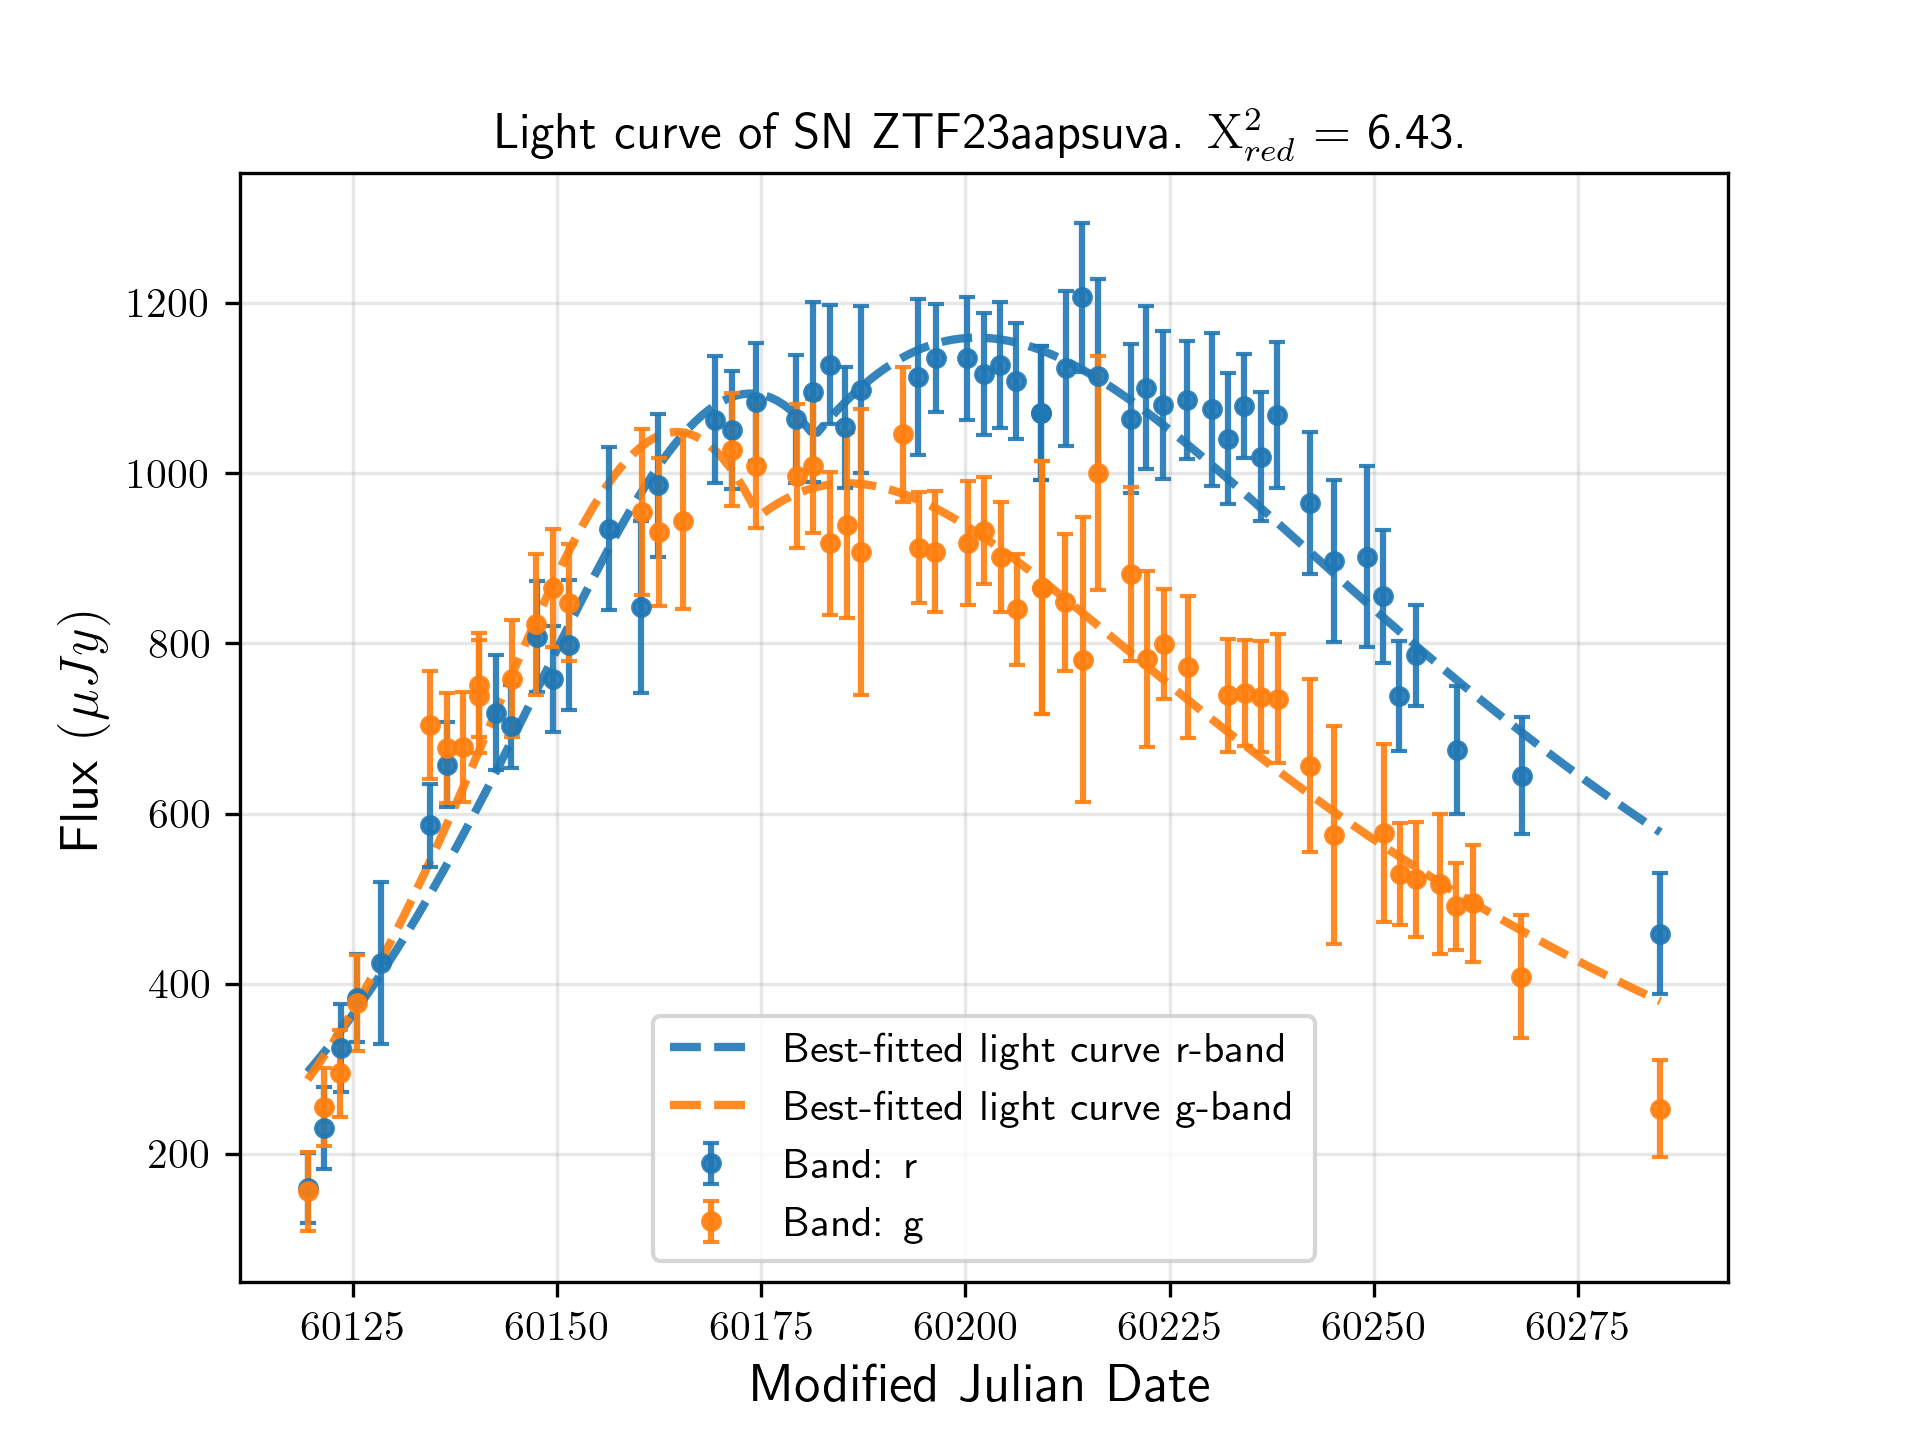 Light curve of SN ZTF23aapsuva. Χ²_red = 6.43.
Flux (μJy)
1200
1000
800
600
400
200
Best-fitted light curve r-band
Best-fitted light curve g-band
Band: r
Band: g
60125 60150 60175 60200 60225 60250 60275
Modified Julian Date